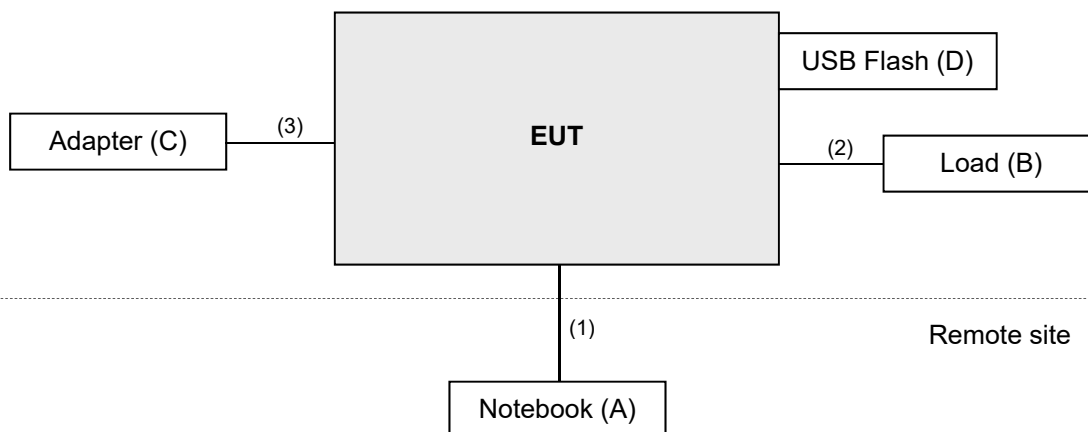 USB Flash (D)
Adapter (C)
(3)
EUT
(2)
Load (B)
(1)
Remote site
Notebook (A)